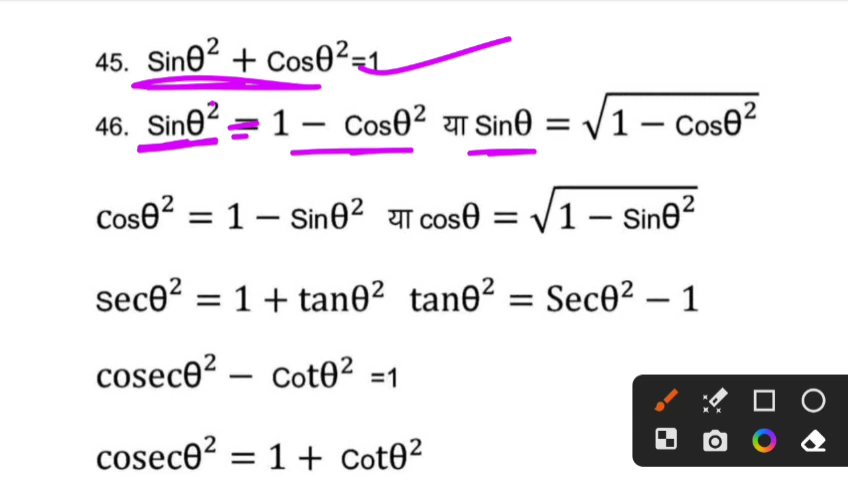 45. Sinθ² + Cosθ²=1
46. Sinθ² = 1 − Cosθ² या Sinθ = √1 − Cosθ²
cosθ² = 1 − Sinθ² या cosθ = √1 − Sinθ²
secθ² = 1 + tanθ² tanθ² = Secθ² − 1
cosecθ² − Cotθ² =1
cosecθ² = 1 + Cotθ²